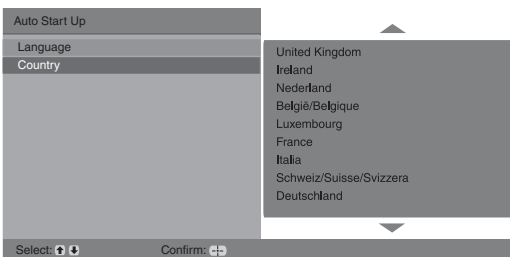 Auto Start Up
Language
Country
United Kingdom
Ireland
Nederland
België/Belgique
Luxembourg
France
Italia
Schweiz/Suisse/Svizzera
Deutschland
Select:
Confirm: